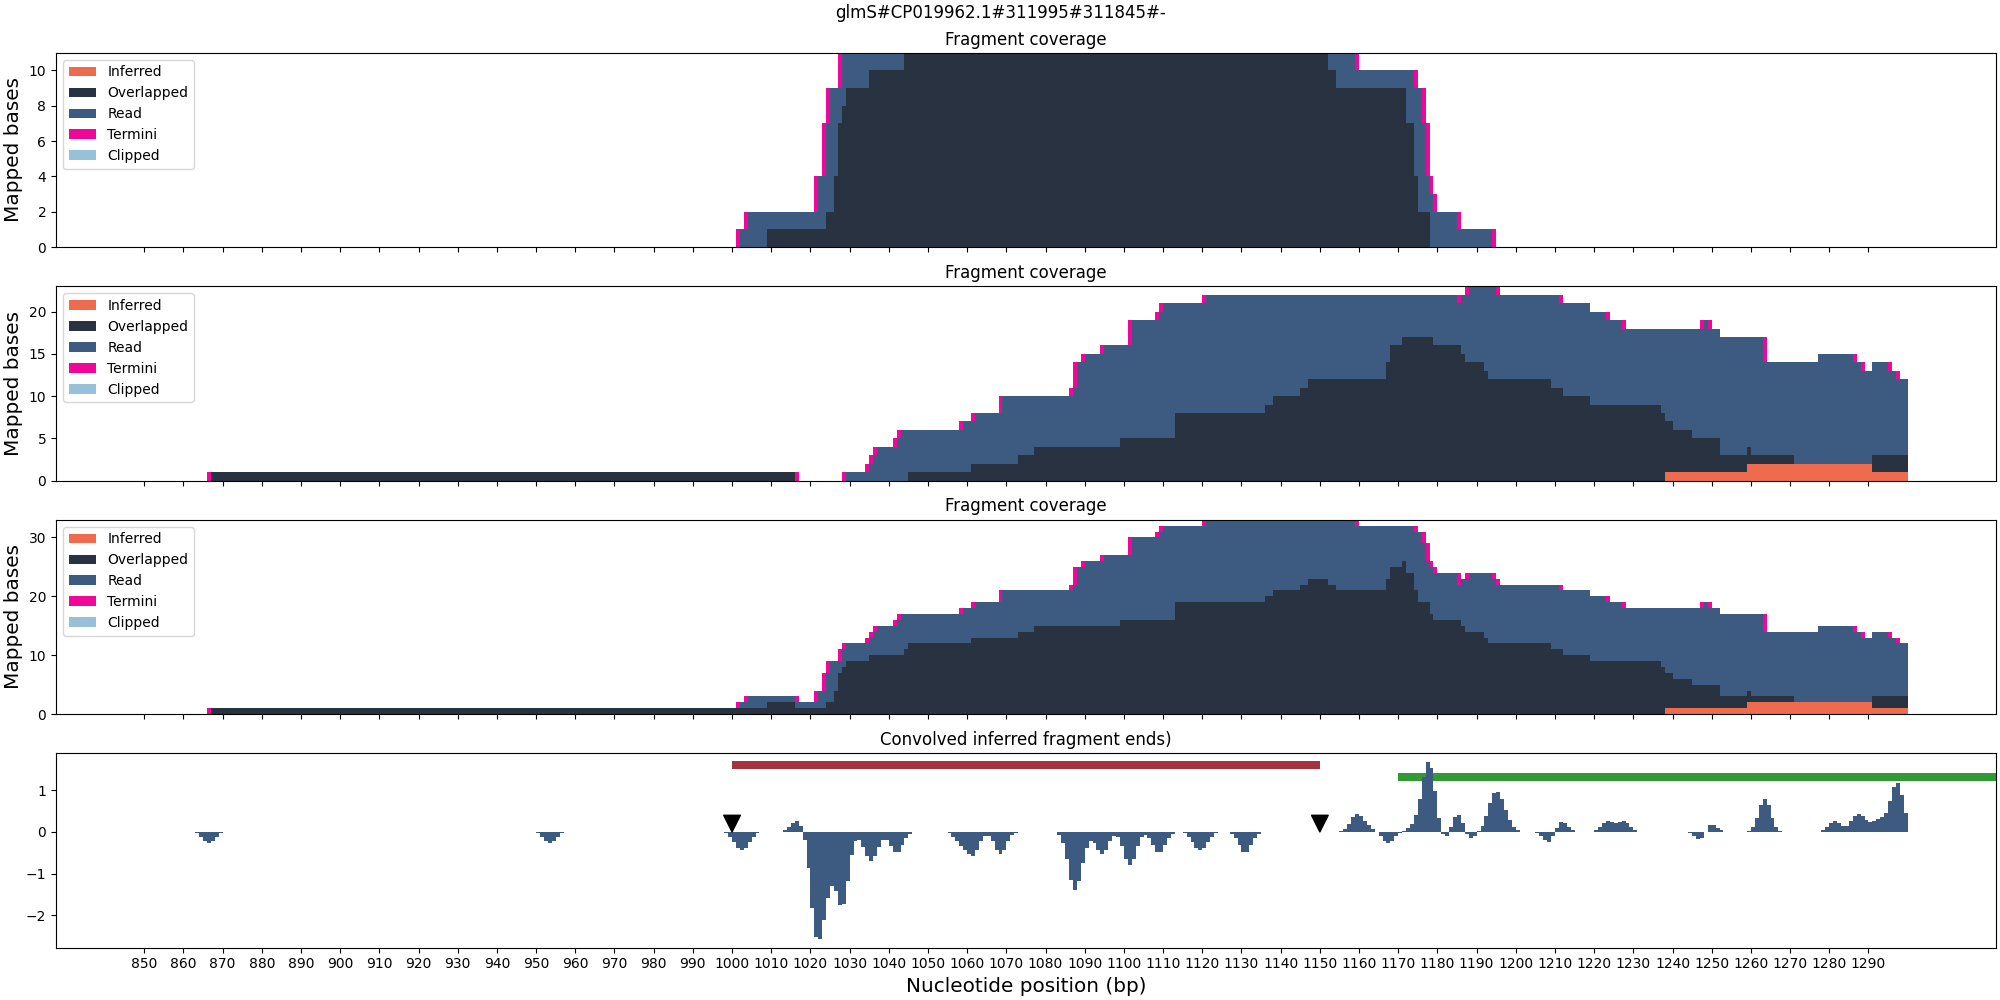 glmS#CP019962.1#311995#311845#-
Fragment coverage
Mapped bases
10
8
6
4
2
0
Inferred
Overlapped
Read
Termini
Clipped
Fragment coverage
Mapped bases
20
15
10
5
0
Inferred
Overlapped
Read
Termini
Clipped
Fragment coverage
Mapped bases
30
20
10
0
Inferred
Overlapped
Read
Termini
Clipped
Convolved inferred fragment ends)
1
0
−1
−2
850 860 870 880 890 900 910 920 930 940 950 960 970 980 990 1000 1010 1020 1030 1040 1050 1060 1070 1080 1090 1100 1110 1120 1130 1140 1150 1160 1170 1180 1190 1200 1210 1220 1230 1240 1250 1260 1270 1280 1290
Nucleotide position (bp)